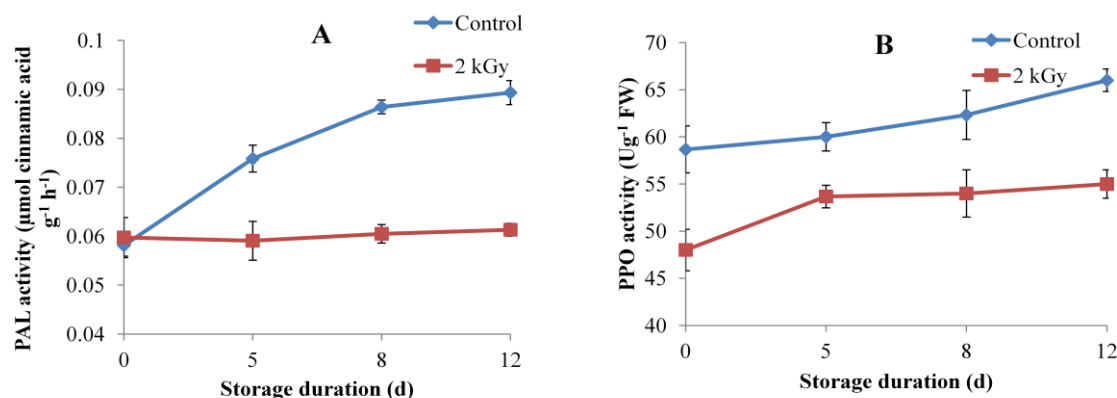 A
Control
2 kGy
PAL activity (μmol cinnamic acid
g⁻¹ h⁻¹)
0.1
0.09
0.08
0.07
0.06
0.05
0.04
0 5 8 12
Storage duration (d)
B
Control
2 kGy
PPO activity (Ug⁻¹ FW)
70
65
60
55
50
45
40
0 5 8 12
Storage duration (d)